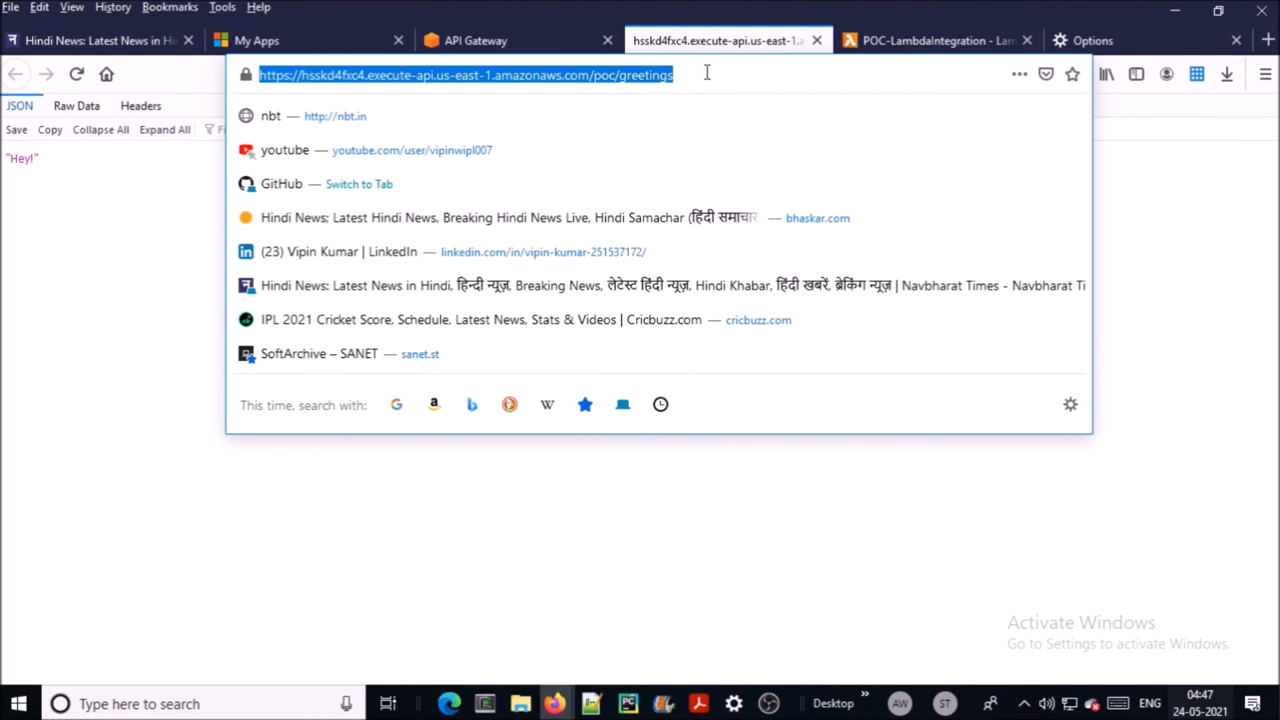 File Edit View History Bookmarks Tools Help
Hindi News: Latest News in Hi
My Apps
API Gateway
hsskd4fxc4.execute-api.us-east-1.a
POC-LambdaIntegration - Lam
Options
https://hsskd4fxc4.execute-api.us-east-1.amazonaws.com/poc/greetings
JSON Raw Data Headers
Save Copy Collapse All Expand All Fi
"Hey!"
nbt — http://nbt.in
youtube — youtube.com/user/vipinwipl007
GitHub — Switch to Tab
Hindi News: Latest Hindi News, Breaking Hindi News Live, Hindi Samachar (हिंदी समाचार — bhaskar.com
(23) Vipin Kumar | LinkedIn — linkedin.com/in/vipin-kumar-251537172/
Hindi News: Latest News in Hindi, हिन्दी न्यूज़, Breaking News, लेटेस्ट हिंदी न्यूज़, Hindi Khabar, हिंदी खबरें, ब्रेकिंग न्यूज़ | Navbharat Times - Navbharat Ti
IPL 2021 Cricket Score, Schedule, Latest News, Stats & Videos | Cricbuzz.com — cricbuzz.com
SoftArchive – SANET — sanet.st
This time, search with:
Activate Windows
Go to Settings to activate Windows.
Type here to search
Desktop
AW
ST
ENG
04:47
24-05-2021